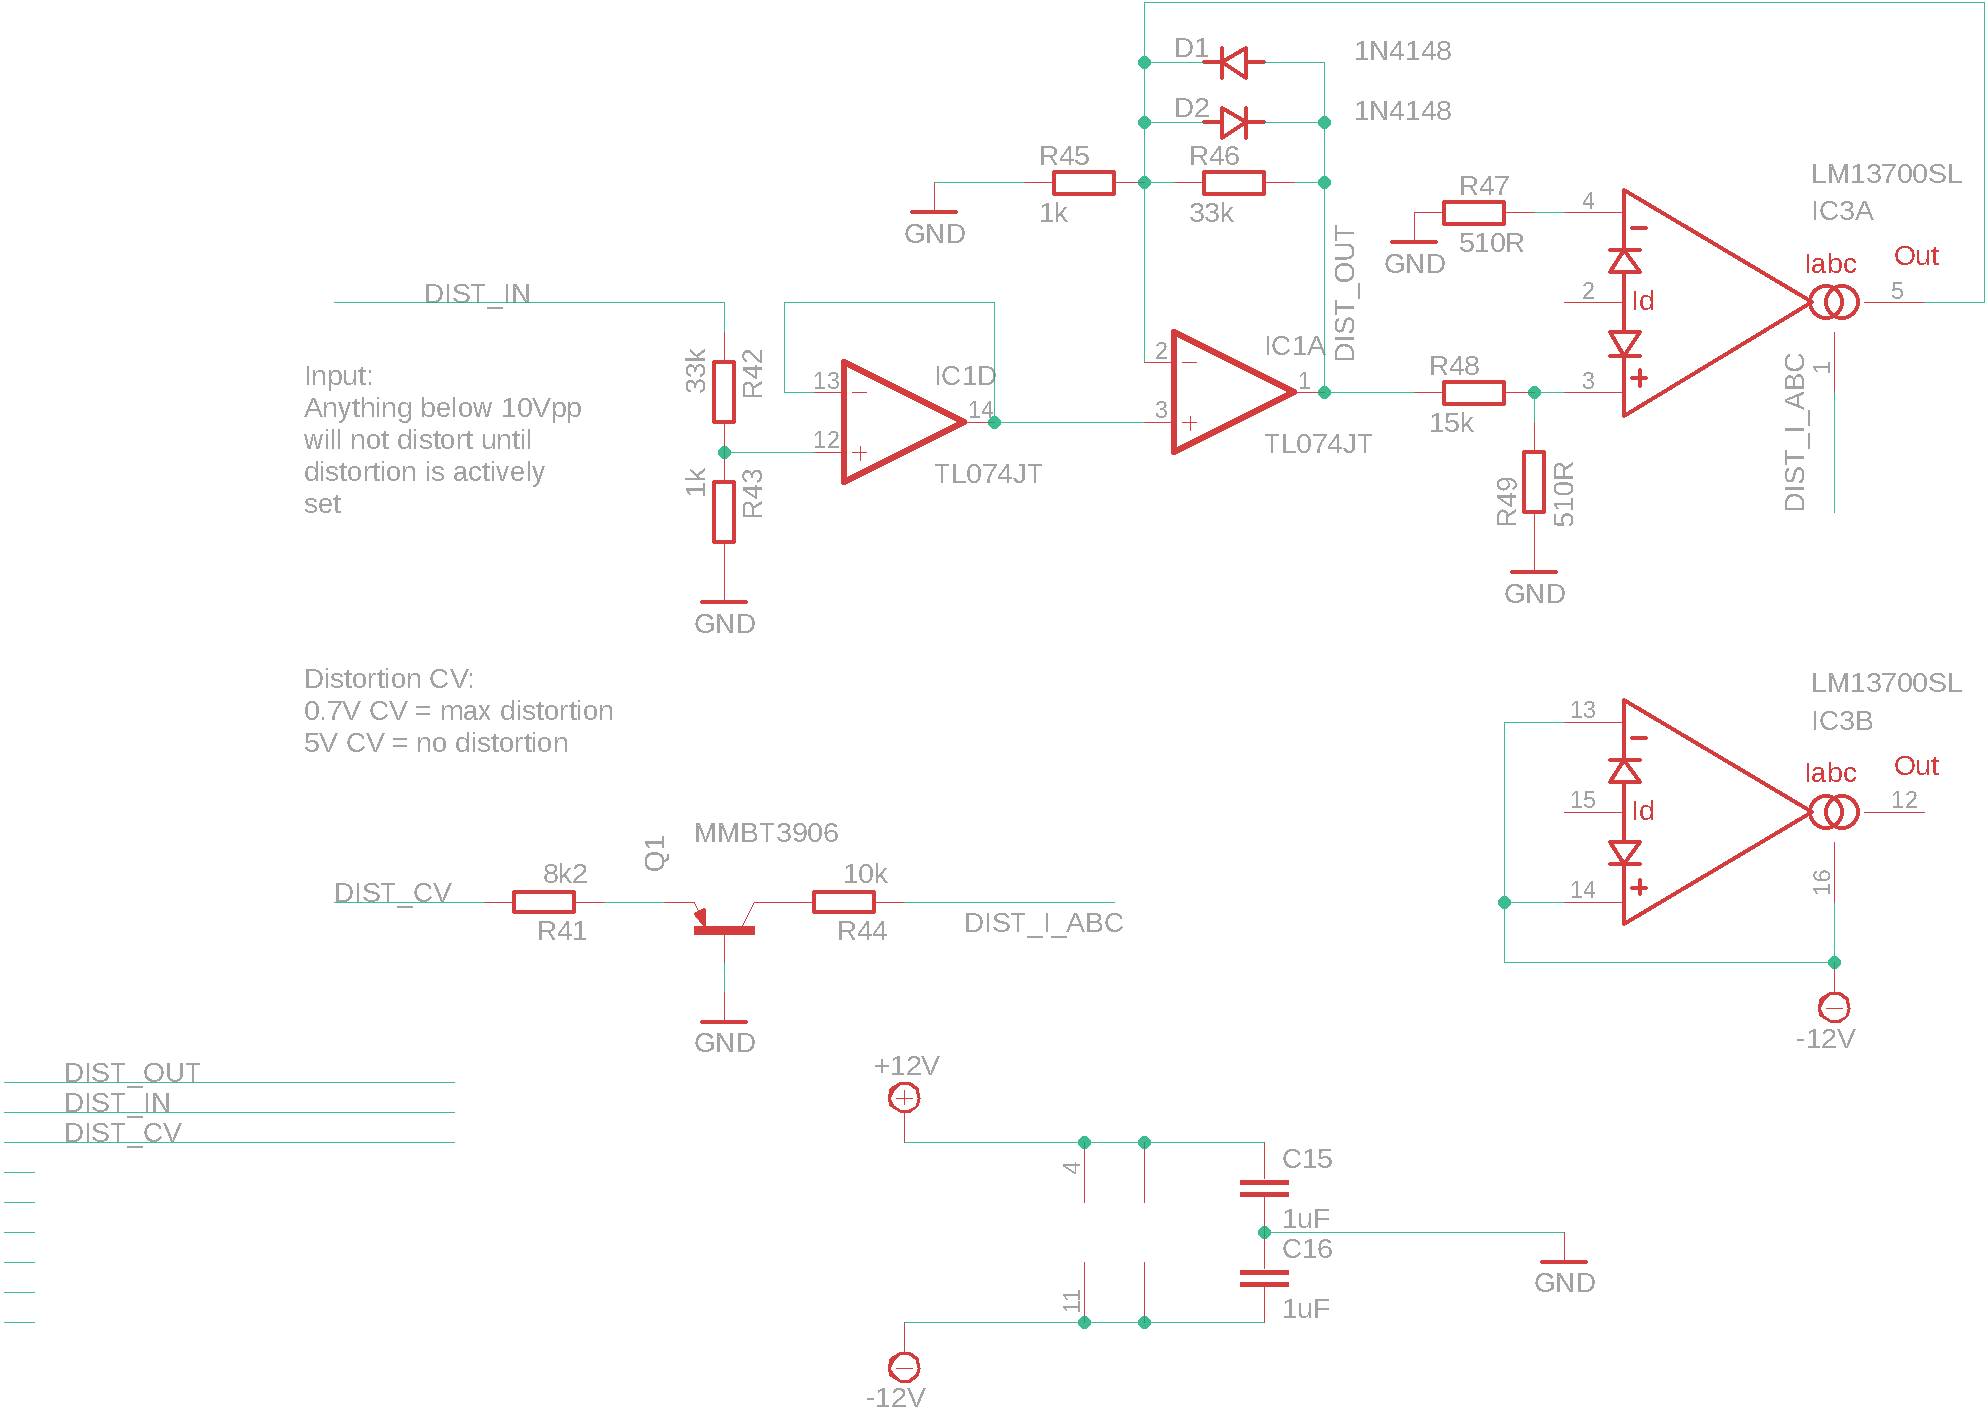 D1
1N4148
D2
1N4148
R45
1k
GND
R46
33k
R47
510R
GND
LM13700SL
IC3A
4
−
2
Id
3
+
Iabc
Out
5
1
DIST_I_ABC
DIST_OUT
DIST_IN
Input:
Anything below 10Vpp
will not distort until
distortion is actively
set
33k
R42
1k
R43
GND
13
−
12
+
IC1D
14
TL074JT
2
−
3
+
IC1A
1
TL074JT
R48
15k
R49
510R
GND
Distortion CV:
0.7V CV = max distortion
5V CV = no distortion
LM13700SL
IC3B
13
−
15
Id
14
+
Iabc
Out
12
16
-12V
DIST_CV
8k2
R41
Q1
MMBT3906
10k
R44
DIST_I_ABC
GND
DIST_OUT
DIST_IN
DIST_CV
+12V
4
11
C15
1uF
C16
1uF
GND
-12V